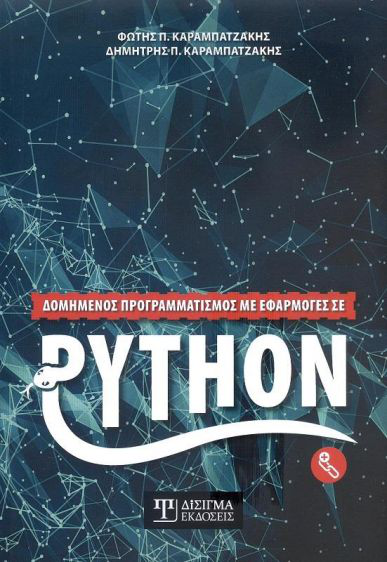 ΦΩΤΗΣ Π. ΚΑΡΑΜΠΑΤΖΑΚΗΣ
ΔΗΜΗΤΡΗΣ Π. ΚΑΡΑΜΠΑΤΖΑΚΗΣ
ΔΟΜΗΜΕΝΟΣ ΠΡΟΓΡΑΜΜΑΤΙΣΜΟΣ ΜΕ ΕΦΑΡΜΟΓΕΣ ΣΕ
PYTHON
ΔΙΣΙΓΜΑ
ΕΚΔΟΣΕΙΣ